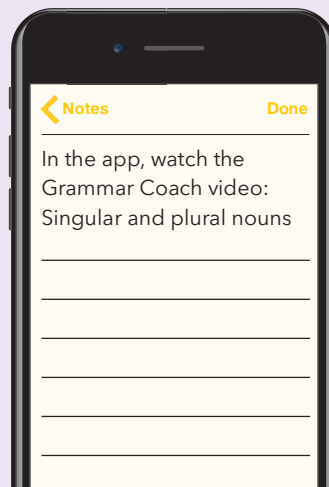 Notes Done
In the app, watch the
Grammar Coach video:
Singular and plural nouns